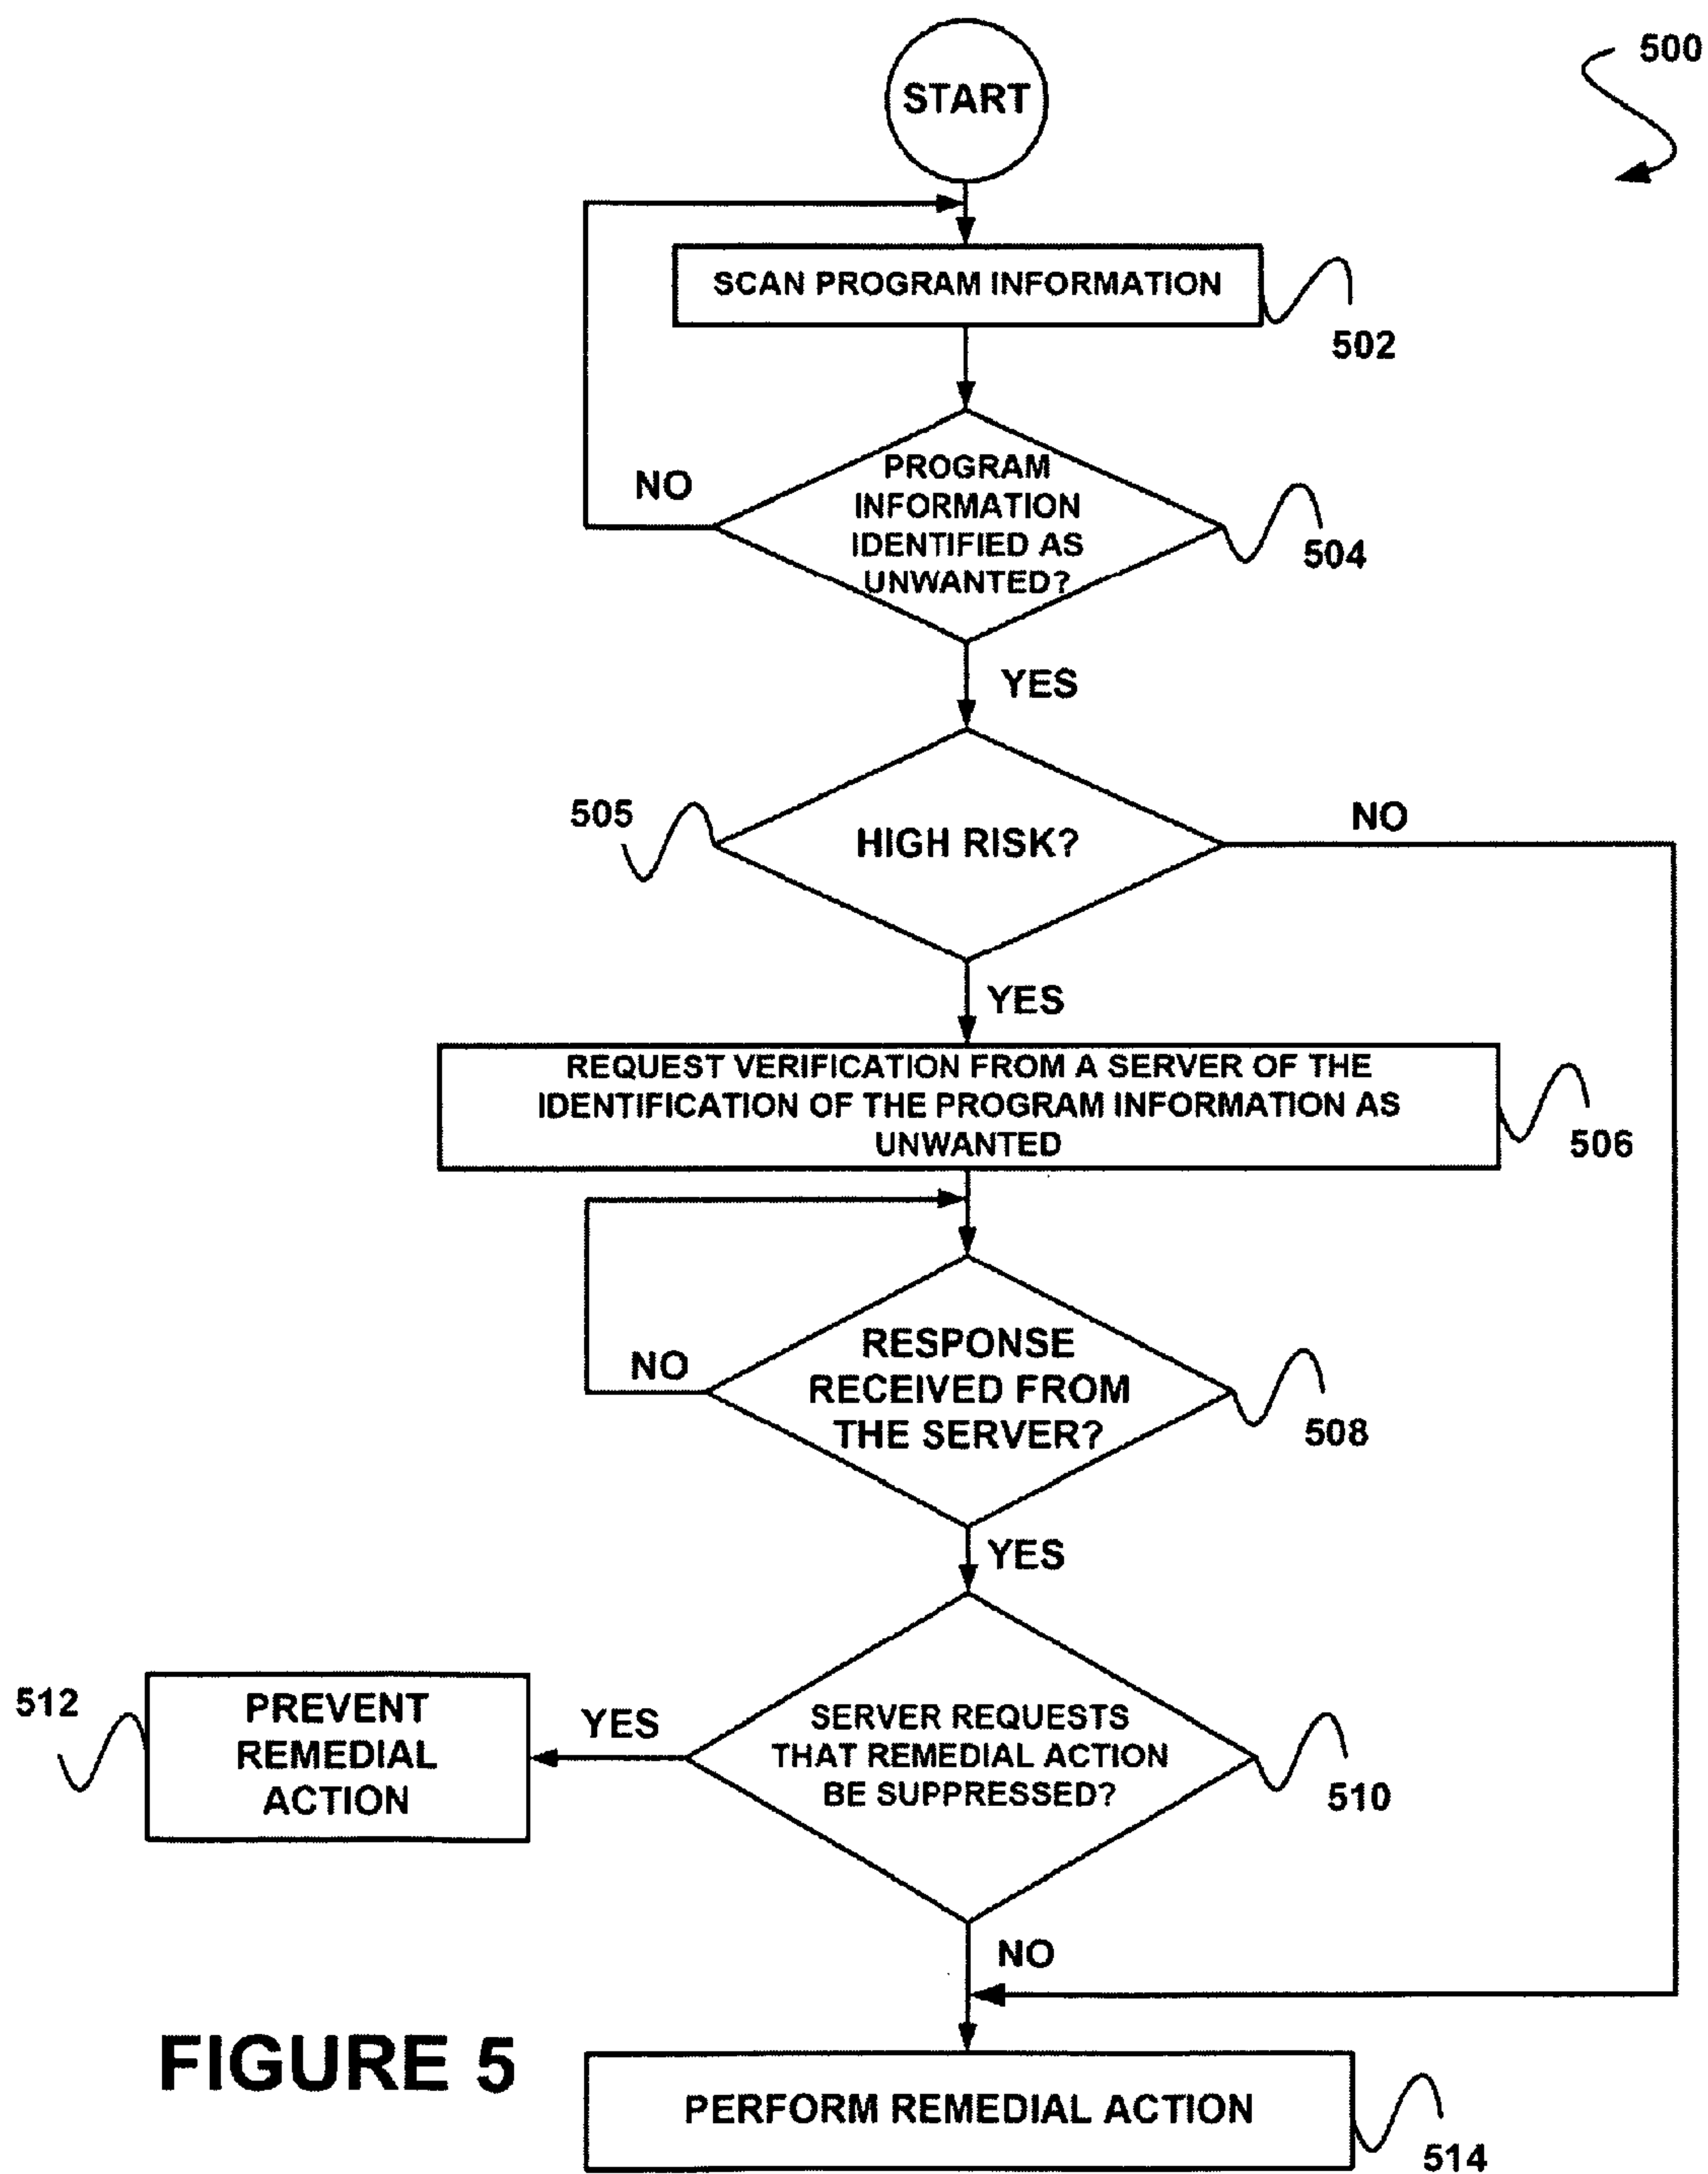 500
START
SCAN PROGRAM INFORMATION
502
PROGRAM
INFORMATION
IDENTIFIED AS
UNWANTED?
NO
504
YES
505
HIGH RISK?
NO
YES
REQUEST VERIFICATION FROM A SERVER OF THE
IDENTIFICATION OF THE PROGRAM INFORMATION AS
UNWANTED
506
RESPONSE
RECEIVED FROM
THE SERVER?
NO
508
YES
512
PREVENT
REMEDIAL
ACTION
YES
SERVER REQUESTS
THAT REMEDIAL ACTION
BE SUPPRESSED?
510
NO
FIGURE 5
PERFORM REMEDIAL ACTION
514